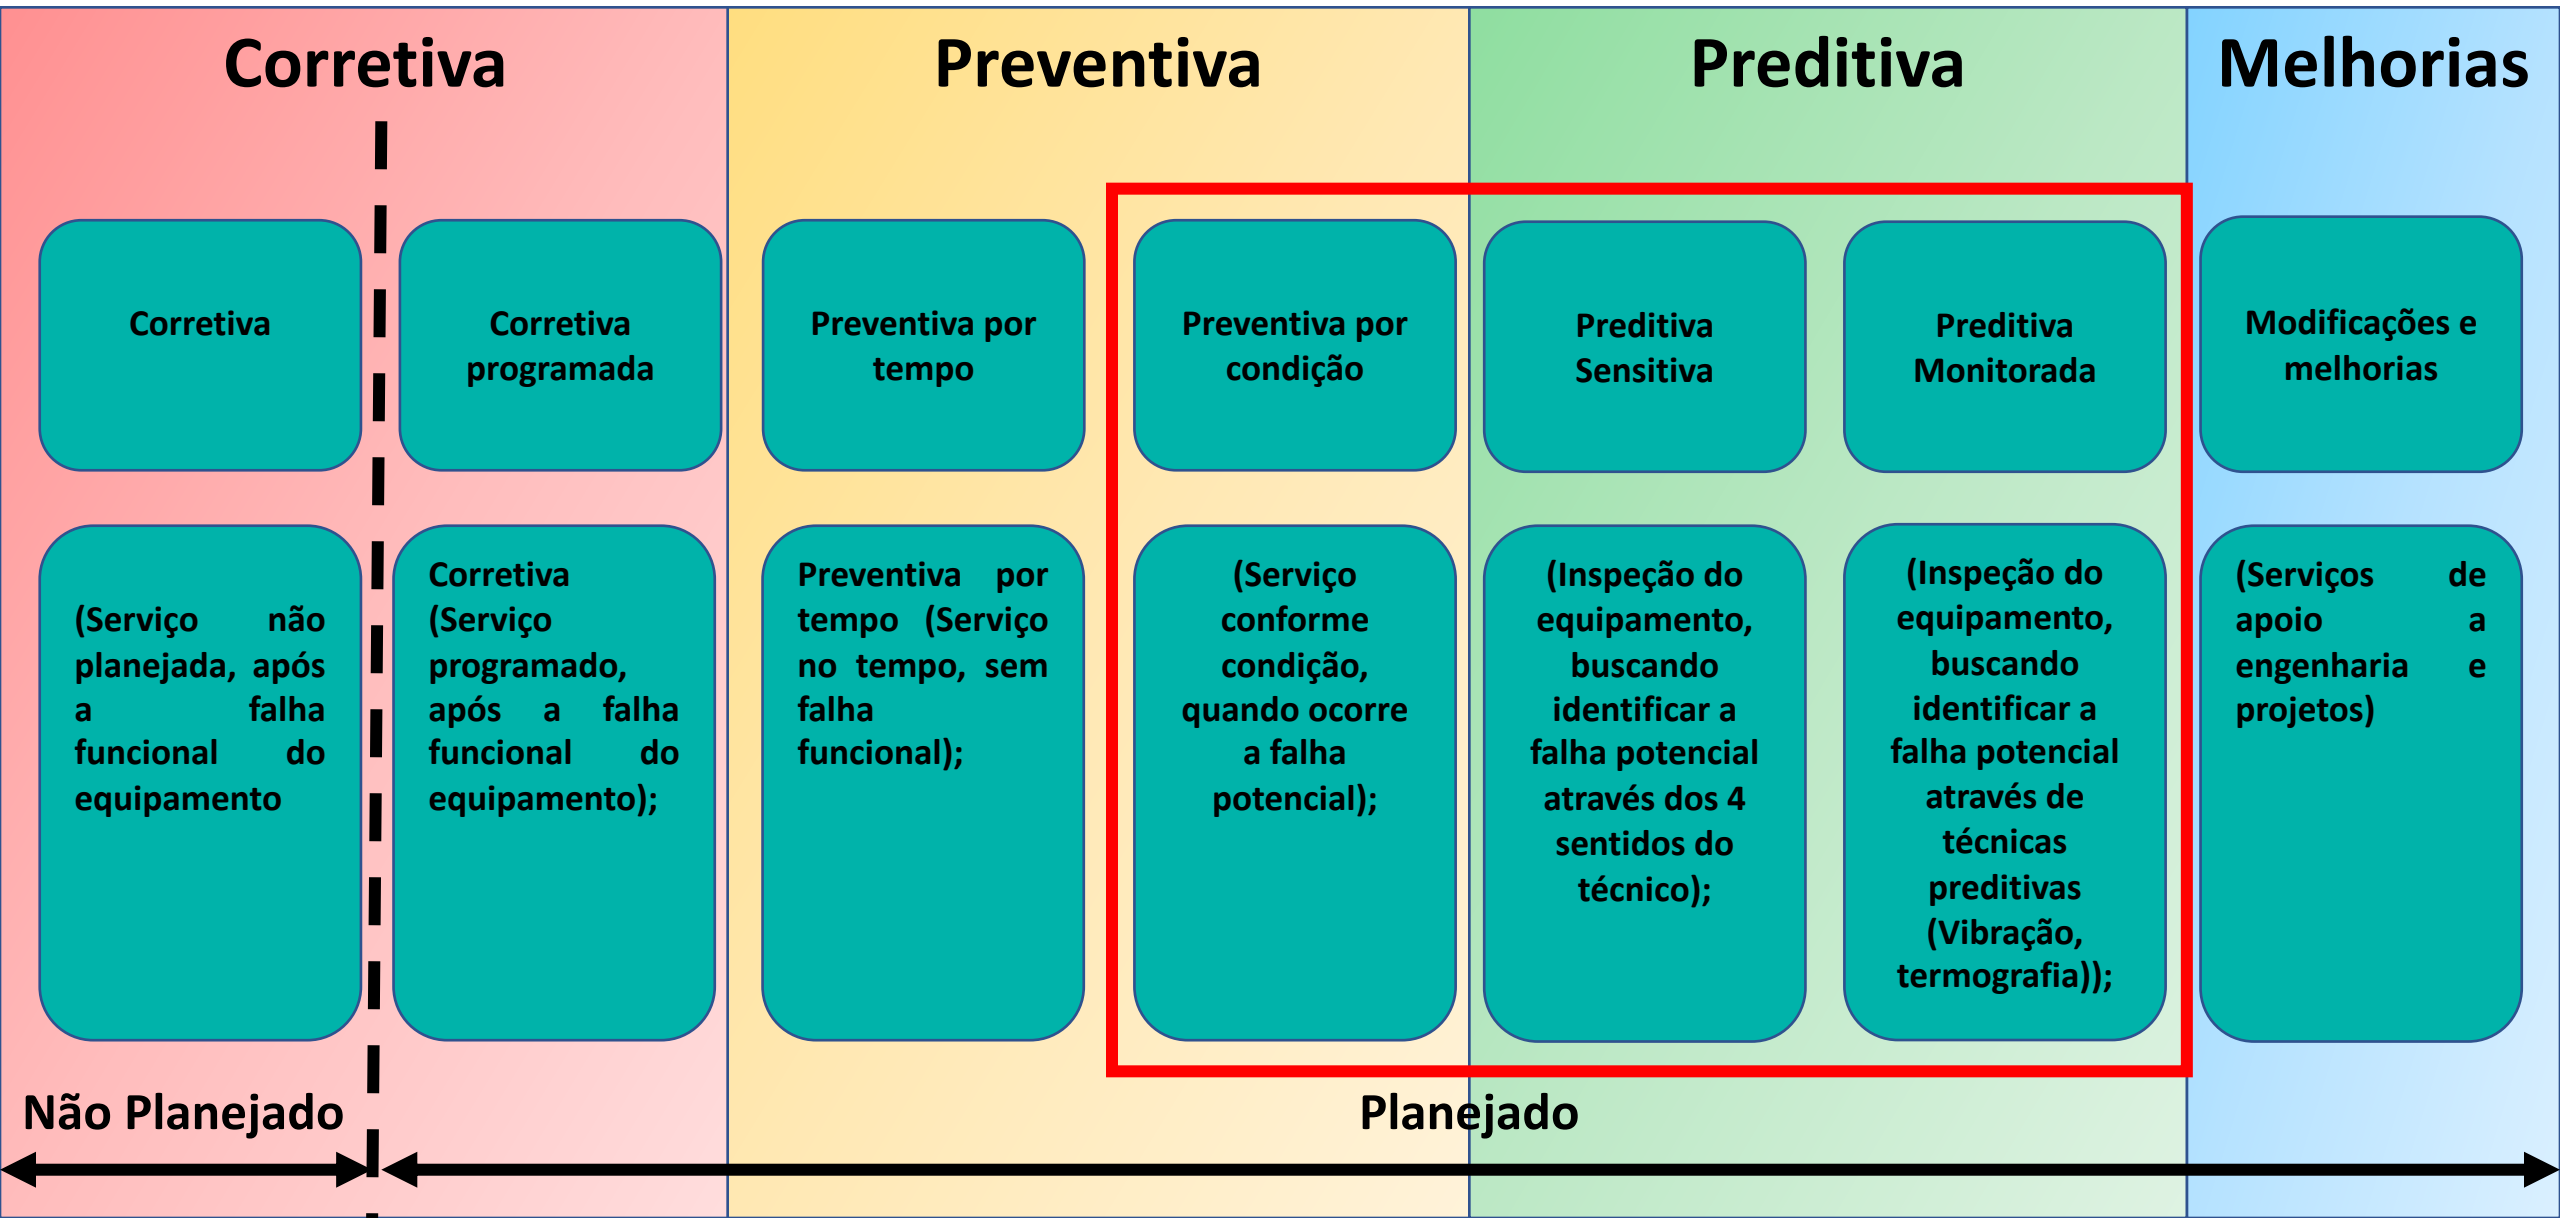 Corretiva
Preventiva
Preditiva
Melhorias
Corretiva
Corretiva
programada
Preventiva por
tempo
Preventiva por
condição
Preditiva
Sensitiva
Preditiva
Monitorada
Modificações e
melhorias
(Serviço não
planejada, após
a falha
funcional do
equipamento
Corretiva
(Serviço
programado,
após a falha
funcional do
equipamento);
Preventiva por
tempo (Serviço
no tempo, sem
falha
funcional);
(Serviço
conforme
condição,
quando ocorre
a falha
potencial);
(Inspeção do
equipamento,
buscando
identificar a
falha potencial
através dos 4
sentidos do
técnico);
(Inspeção do
equipamento,
buscando
identificar a
falha potencial
através de
técnicas
preditivas
(Vibração,
termografia));
(Serviços de
apoio a
engenharia e
projetos)
Não Planejado
Planejado